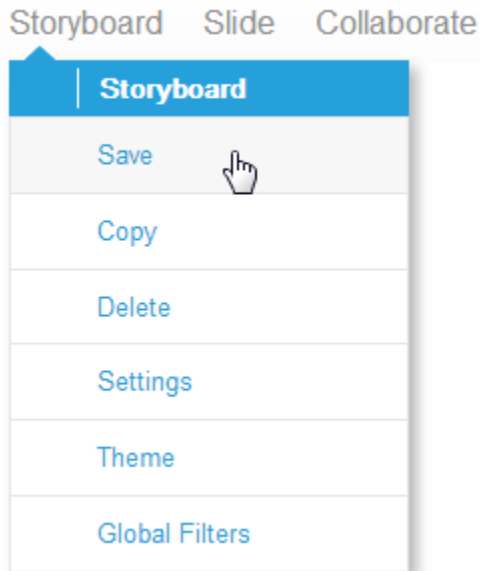 Storyboard Slide Collaborate
Storyboard
Save
Copy
Delete
Settings
Theme
Global Filters